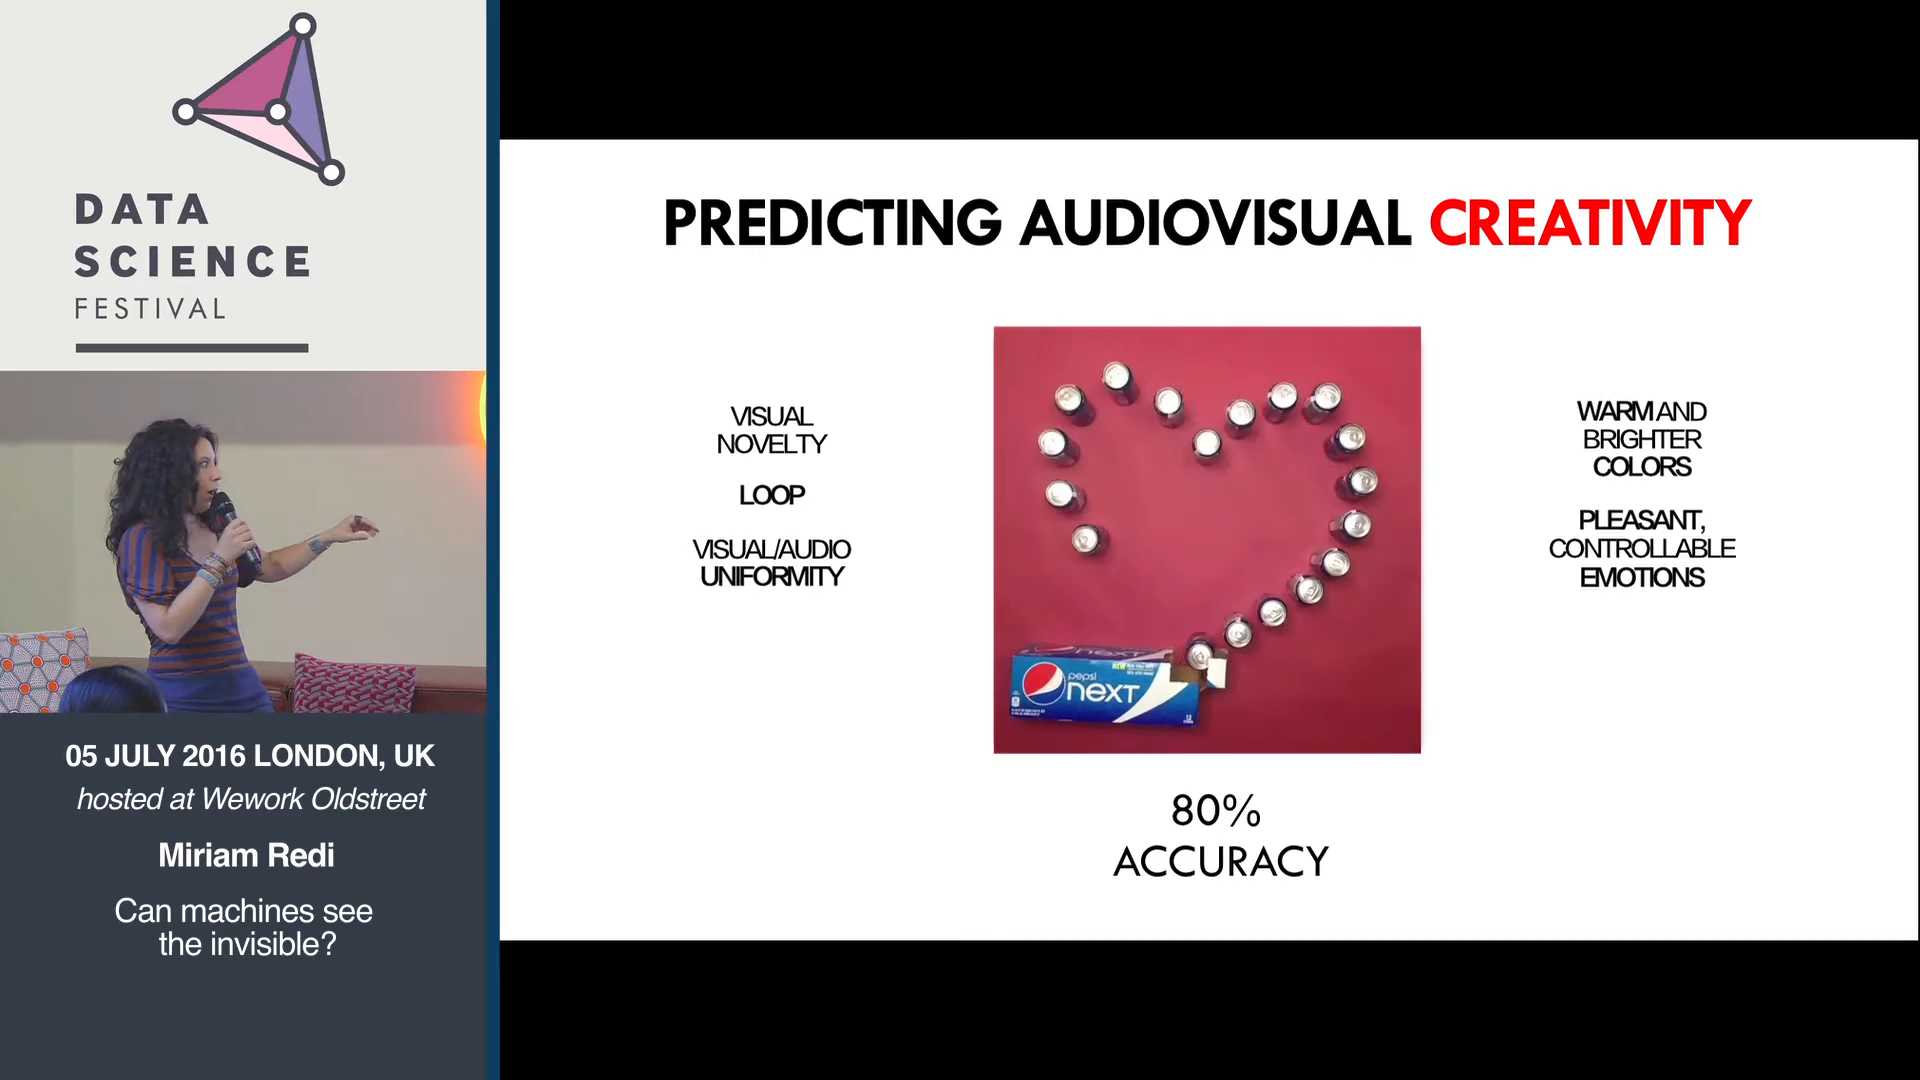 DATA
SCIENCE
FESTIVAL
05 JULY 2016 LONDON, UK
hosted at Wework Oldstreet
Miriam Redi
Can machines see
the invisible?
PREDICTING AUDIOVISUAL CREATIVITY
VISUAL
NOVELTY
LOOP
VISUAL/AUDIO
UNIFORMITY
pepsi
next
WARM AND
BRIGHTER
COLORS
PLEASANT,
CONTROLLABLE
EMOTIONS
80%
ACCURACY